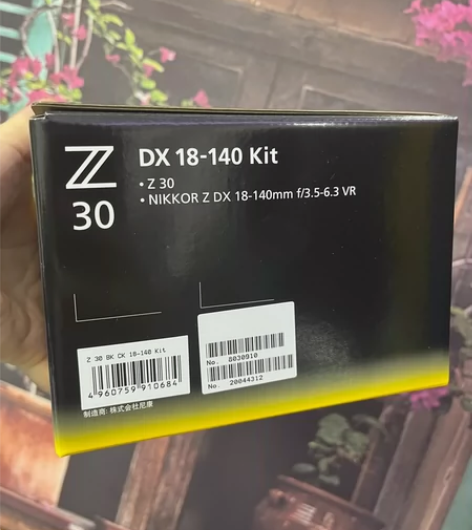 Z
30
DX 18-140 Kit
• Z 30
• NIKKOR Z DX 18-140mm f/3.5-6.3 VR
Z 30 BK CK 18-140 Kit
4 960759 910684
制造商: 株式会社尼康
No. 8030910
No. 20044312